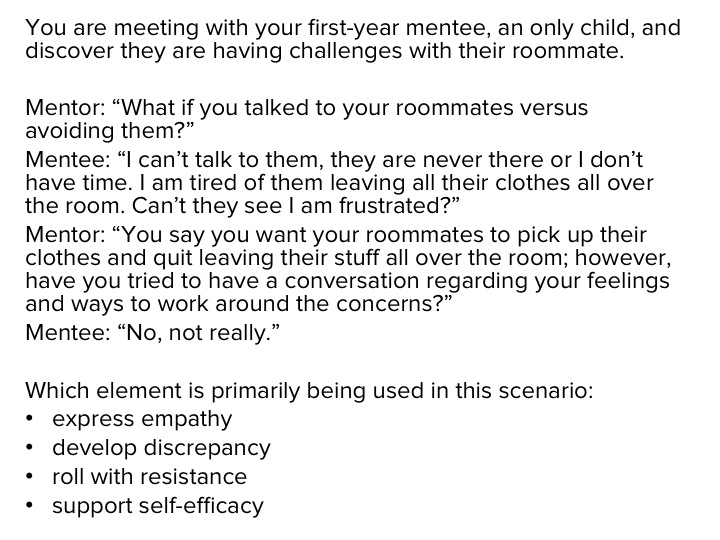 You are meeting with your first-year mentee, an only child, and
discover they are having challenges with their roommate.
Mentor: “What if you talked to your roommates versus
avoiding them?”
Mentee: “I can’t talk to them, they are never there or I don’t
have time. I am tired of them leaving all their clothes all over
the room. Can’t they see I am frustrated?”
Mentor: “You say you want your roommates to pick up their
clothes and quit leaving their stuff all over the room; however,
have you tried to have a conversation regarding your feelings
and ways to work around the concerns?”
Mentee: “No, not really.”
Which element is primarily being used in this scenario:
• express empathy
• develop discrepancy
• roll with resistance
• support self-efficacy